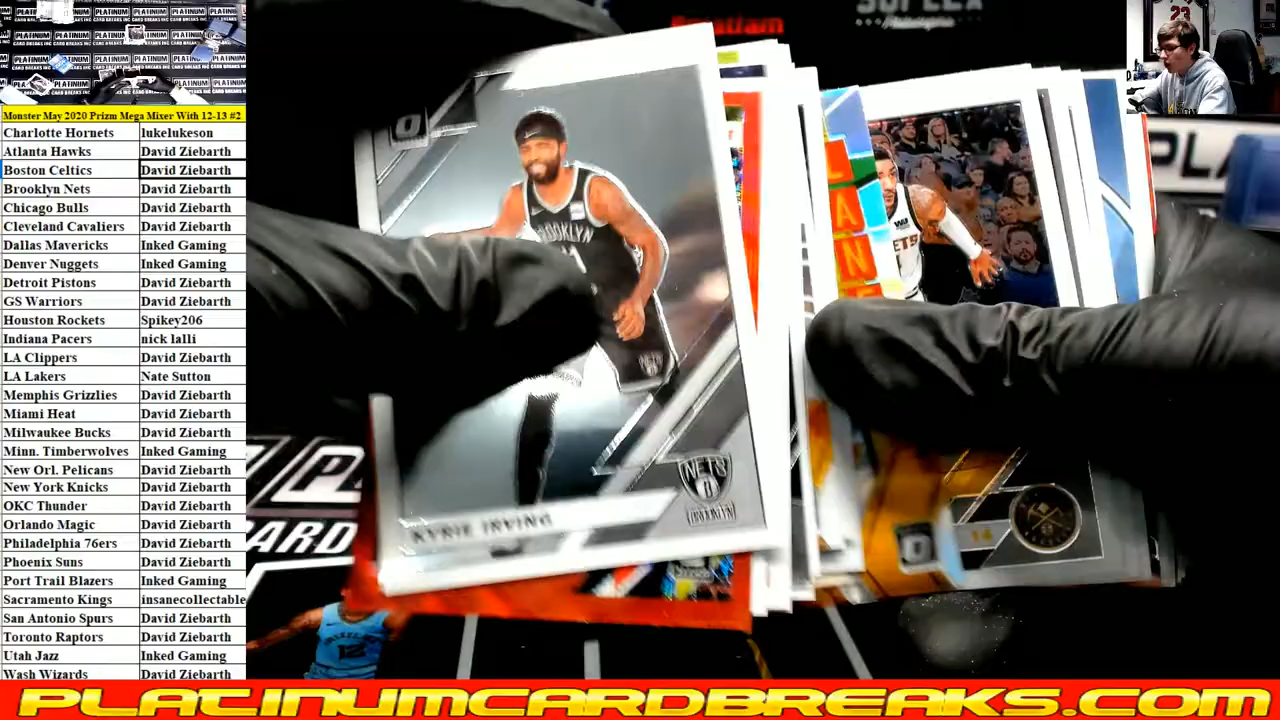 Monster May 2020 Prizm Mega Mixer With 12-13 #2
Charlotte Hornets lukelukeson
Atlanta Hawks David Ziebarth
Boston Celtics David Ziebarth
Brooklyn Nets David Ziebarth
Chicago Bulls David Ziebarth
Cleveland Cavaliers David Ziebarth
Dallas Mavericks Inked Gaming
Denver Nuggets Inked Gaming
Detroit Pistons David Ziebarth
GS Warriors David Ziebarth
Houston Rockets Spikey206
Indiana Pacers nick lalli
LA Clippers David Ziebarth
LA Lakers Nate Sutton
Memphis Grizzlies David Ziebarth
Miami Heat David Ziebarth
Milwaukee Bucks David Ziebarth
Minn. Timberwolves Inked Gaming
New Orl. Pelicans David Ziebarth
New York Knicks David Ziebarth
OKC Thunder David Ziebarth
Orlando Magic David Ziebarth
Philadelphia 76ers David Ziebarth
Phoenix Suns David Ziebarth
Port Trail Blazers Inked Gaming
Sacramento Kings insanecollectable
San Antonio Spurs David Ziebarth
Toronto Raptors David Ziebarth
Utah Jazz Inked Gaming
Wash Wizards David Ziebarth
KYRIE IRVING
NETS
BROOKLYN
LANE
14
23
PLATINUMCARDBREAKS.COM